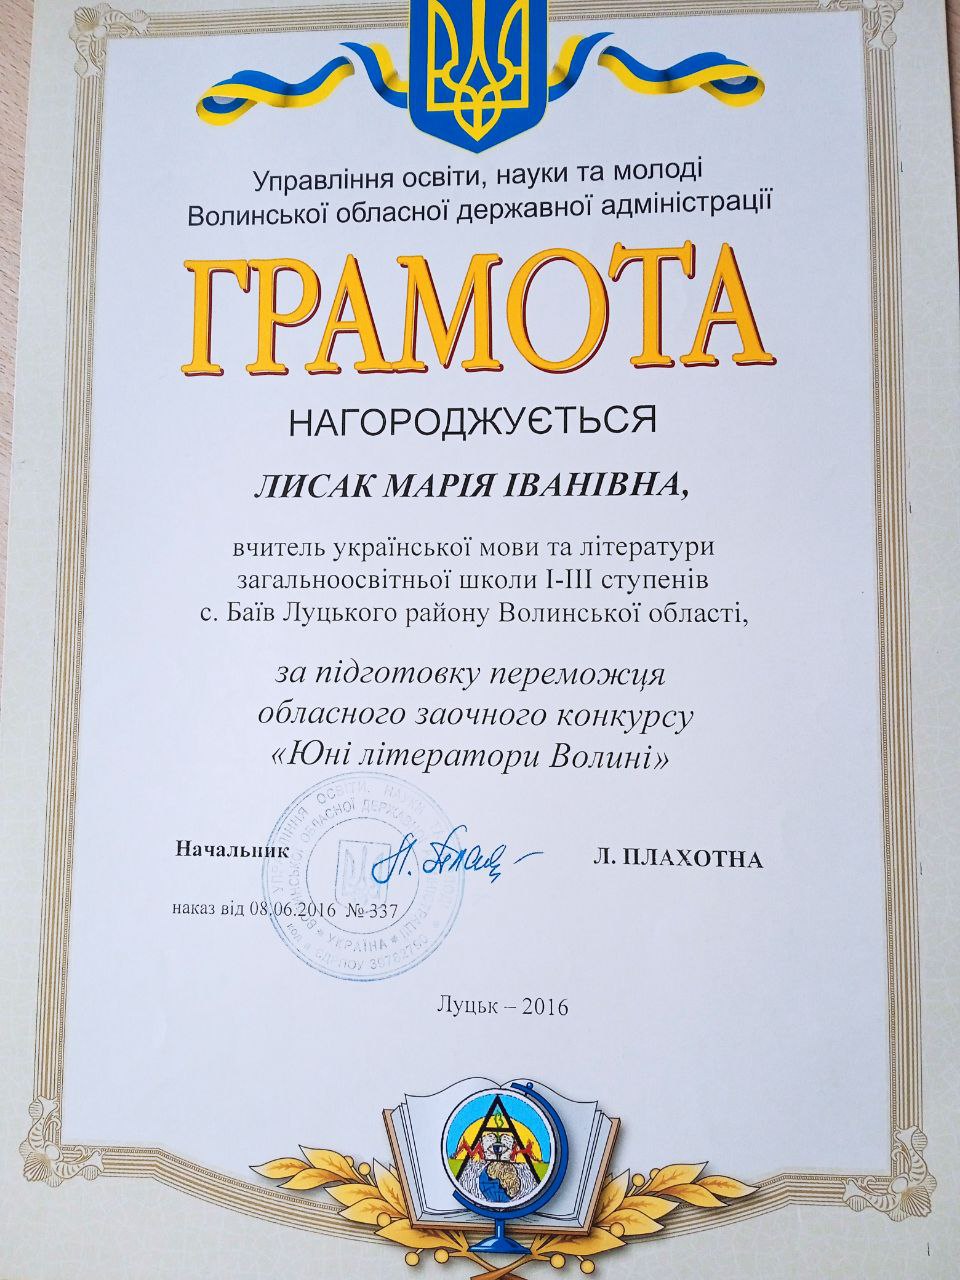 Управління освіти, науки та молоді
Волинської обласної державної адміністрації
ГРАМОТА
НАГОРОДЖУЄТЬСЯ
ЛИСАК МАРІЯ ІВАНІВНА,
вчитель української мови та літератури
загальноосвітньої школи І-ІІІ ступенів
с. Баїв Луцького району Волинської області,
за підготовку переможця
обласного заочного конкурсу
«Юні літератори Волині»
Начальник
Л. ПЛАХОТНА
наказ від 08.06.2016 № 337
УКРАЇНА
Луцьк – 2016